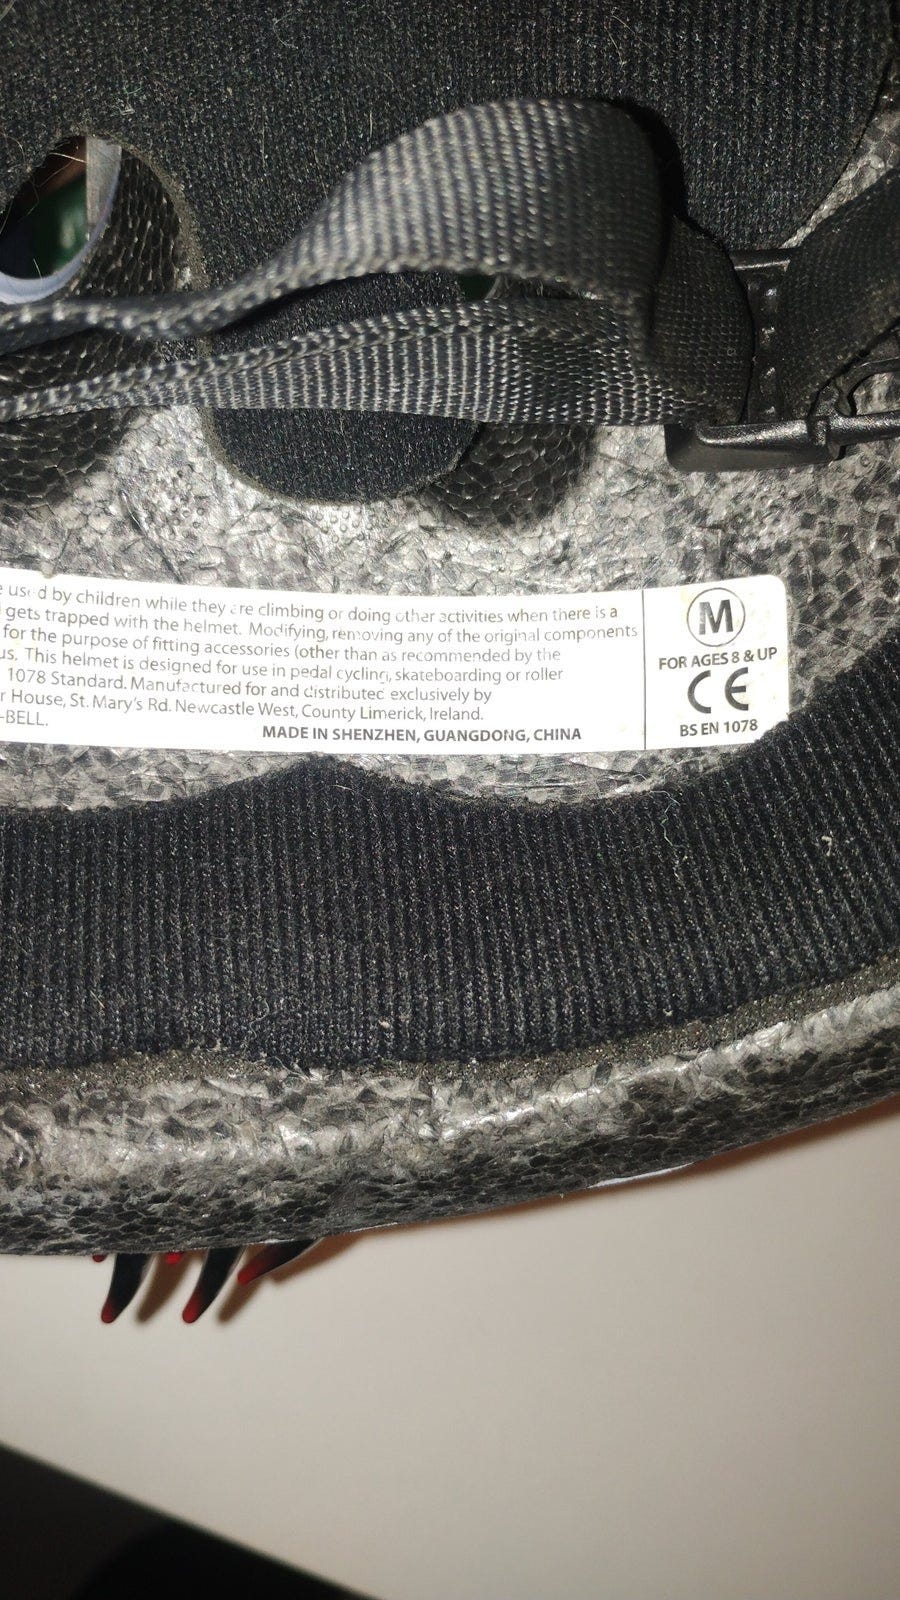 used by children while they are climbing or doing other activities when there is a
gets trapped with the helmet. Modifying, removing any of the original components
for the purpose of fitting accessories (other than as recommended by the
us. This helmet is designed for use in pedal cycling, skateboarding or roller
1078 Standard. Manufactured for and distributed exclusively by
r House, St. Mary's Rd. Newcastle West, County Limerick, Ireland.
-BELL.
MADE IN SHENZHEN, GUANGDONG, CHINA
M
FOR AGES 8 & UP
CE
BS EN 1078